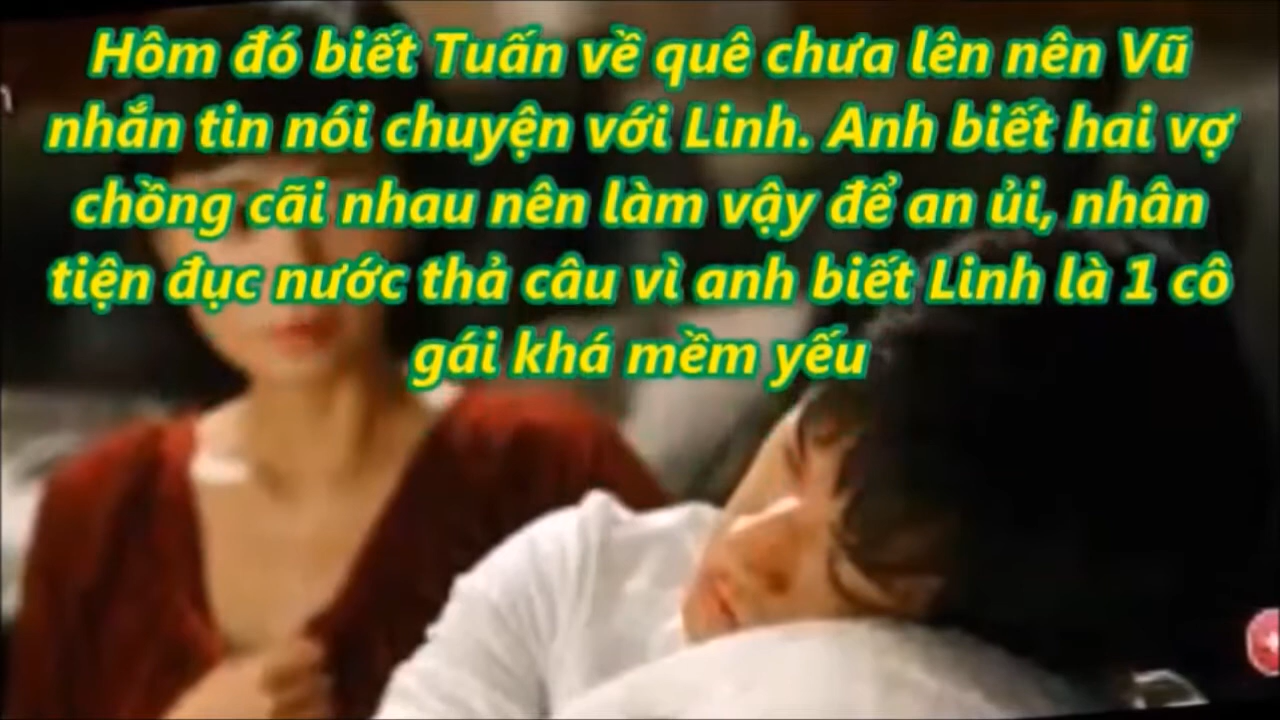 Hôm đó biết Tuấn về quê chưa lên nên Vũ
nhắn tin nói chuyện với Linh. Anh biết hai vợ
chồng cãi nhau nên làm vậy để an ủi, nhân
tiện đục nước thả câu vì anh biết Linh là 1 cô
gái khá mềm yếu